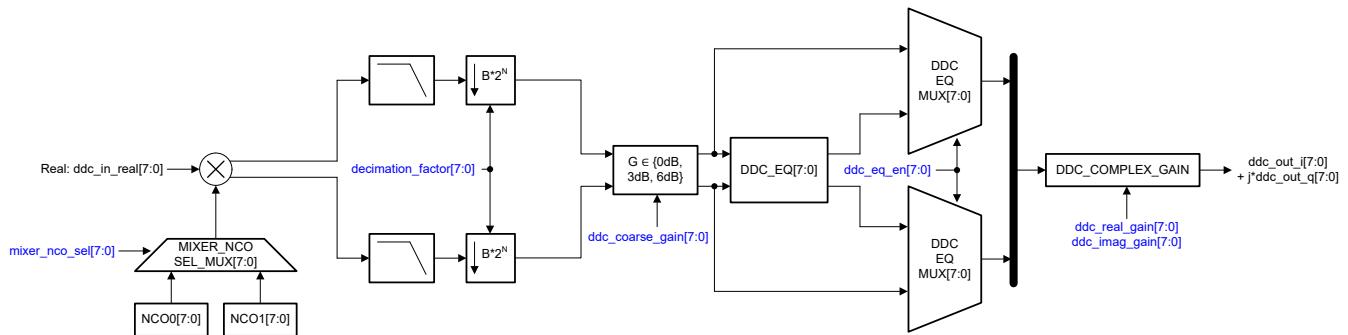 DDC
EQ
MUX[7:0]
B*2^N
Real: ddc_in_real[7:0]
decimation_factor[7:0]
G ∈ {0dB,
3dB, 6dB}
DDC_EQ[7:0]
ddc_eq_en[7:0]
DDC_COMPLEX_GAIN
ddc_out_i[7:0]
+ j*ddc_out_q[7:0]
mixer_nco_sel[7:0]
MIXER_NCO
SEL_MUX[7:0]
B*2^N
ddc_coarse_gain[7:0]
DDC
EQ
MUX[7:0]
ddc_real_gain[7:0]
ddc_imag_gain[7:0]
NCO0[7:0]
NCO1[7:0]